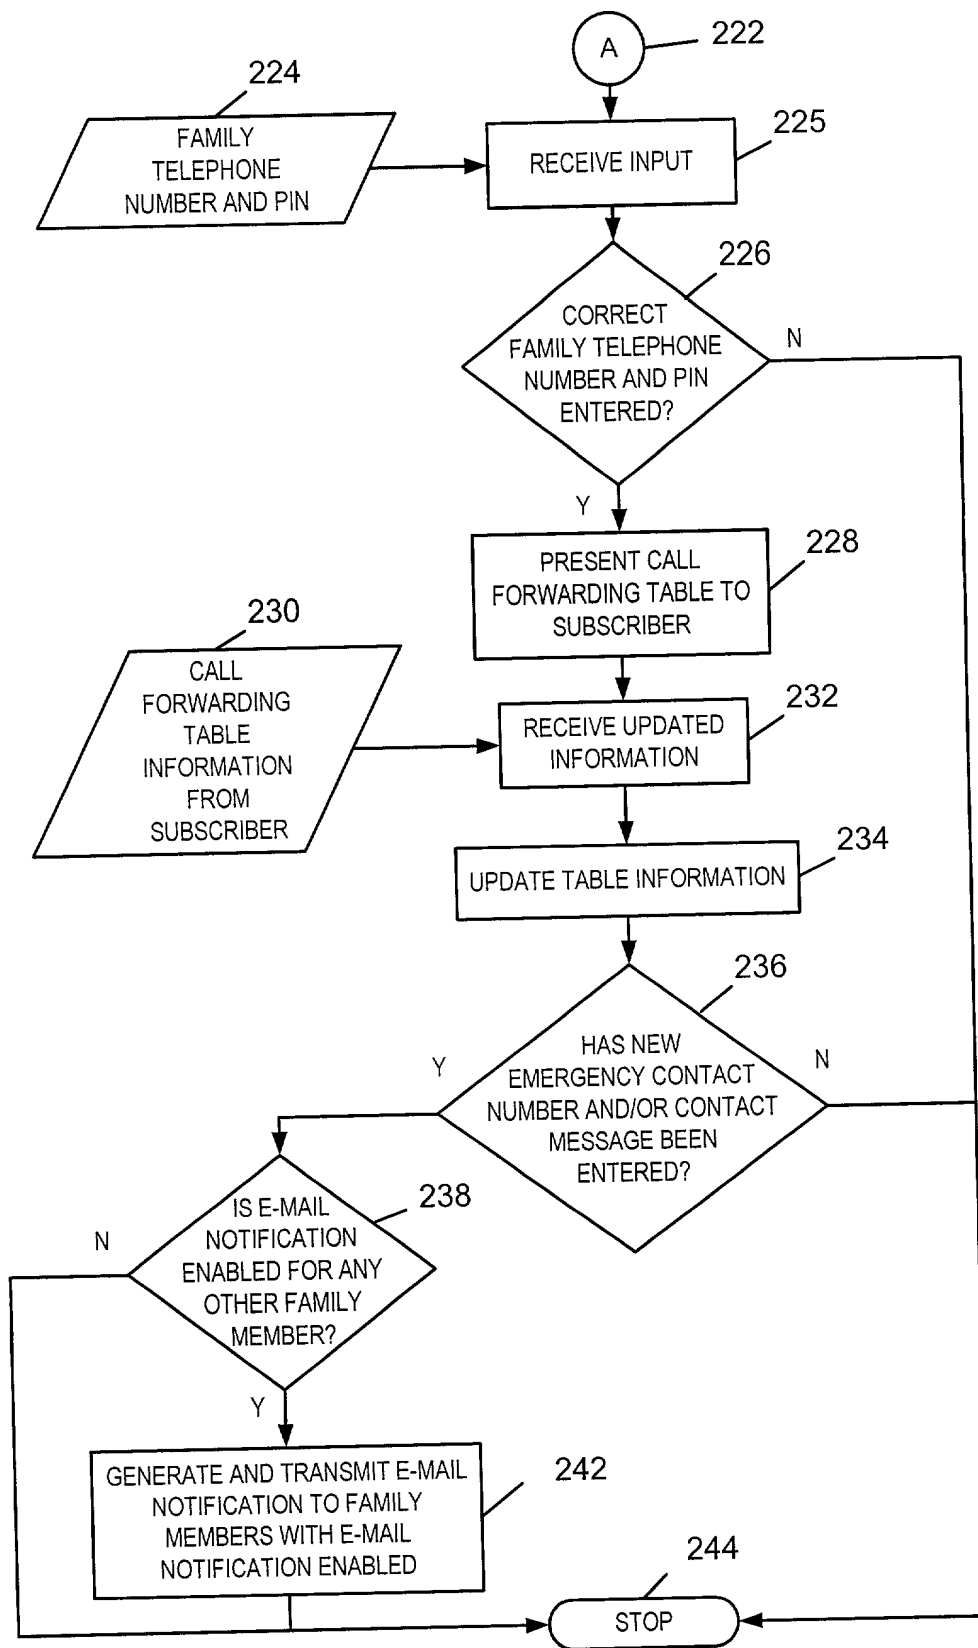 A
222
224
FAMILY
TELEPHONE
NUMBER AND PIN
225
RECEIVE INPUT
226
CORRECT
FAMILY TELEPHONE
NUMBER AND PIN
ENTERED?
N
Y
228
PRESENT CALL
FORWARDING TABLE TO
SUBSCRIBER
230
CALL
FORWARDING
TABLE
INFORMATION
FROM
SUBSCRIBER
232
RECEIVE UPDATED
INFORMATION
234
UPDATE TABLE INFORMATION
236
HAS NEW
EMERGENCY CONTACT
NUMBER AND/OR CONTACT
MESSAGE BEEN
ENTERED?
Y
N
238
IS E-MAIL
NOTIFICATION
ENABLED FOR ANY
OTHER FAMILY
MEMBER?
N
Y
242
GENERATE AND TRANSMIT E-MAIL
NOTIFICATION TO FAMILY
MEMBERS WITH E-MAIL
NOTIFICATION ENABLED
244
STOP